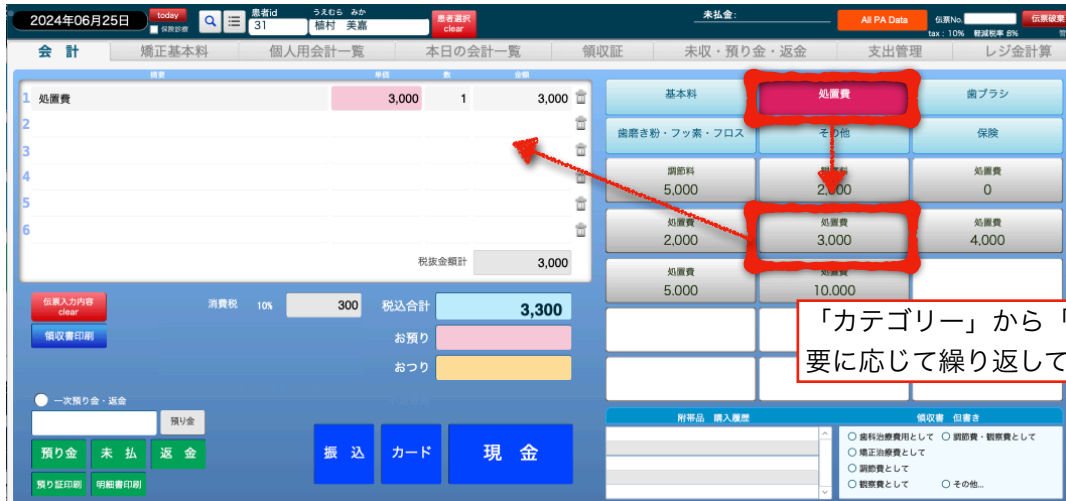 2024年06月25日
today
保険診療
患者id
31
うえむら みか
植村 美嘉
患者選択
clear
未払金:
All PA Data
伝票No.
伝票破棄
tax : 10% 軽減税率 8%
会 計
矯正基本料
個人用会計一覧
本日の会計一覧
領収証
未収・預り金・返金
支出管理
レジ金計算
摘要 単価 数 金額
1 処置費 3,000 1 3,000
2
3
4
5
6
税抜金額計 3,000
基本料
処置費
歯ブラシ
歯磨き粉・フッ素・フロス
その他
保険
調節料
5,000
2,000
処置費
0
処置費
2,000
処置費
3,000
処置費
4,000
処置費
5,000
処置費
10,000
「カテゴリー」から「
要に応じて繰り返して
伝票入力内容
clear
領収書印刷
消費税 10% 300
税込合計 3,300
お預り
おつり
一次預り金・返金
預り金
預り金
未 払
返 金
預り証印刷
明細書印刷
振 込
カード
現 金
附帯品 購入履歴
領収書 但書き
歯科治療費用として
調節費・観察費として
矯正治療費として
調節費として
観察費として
その他...